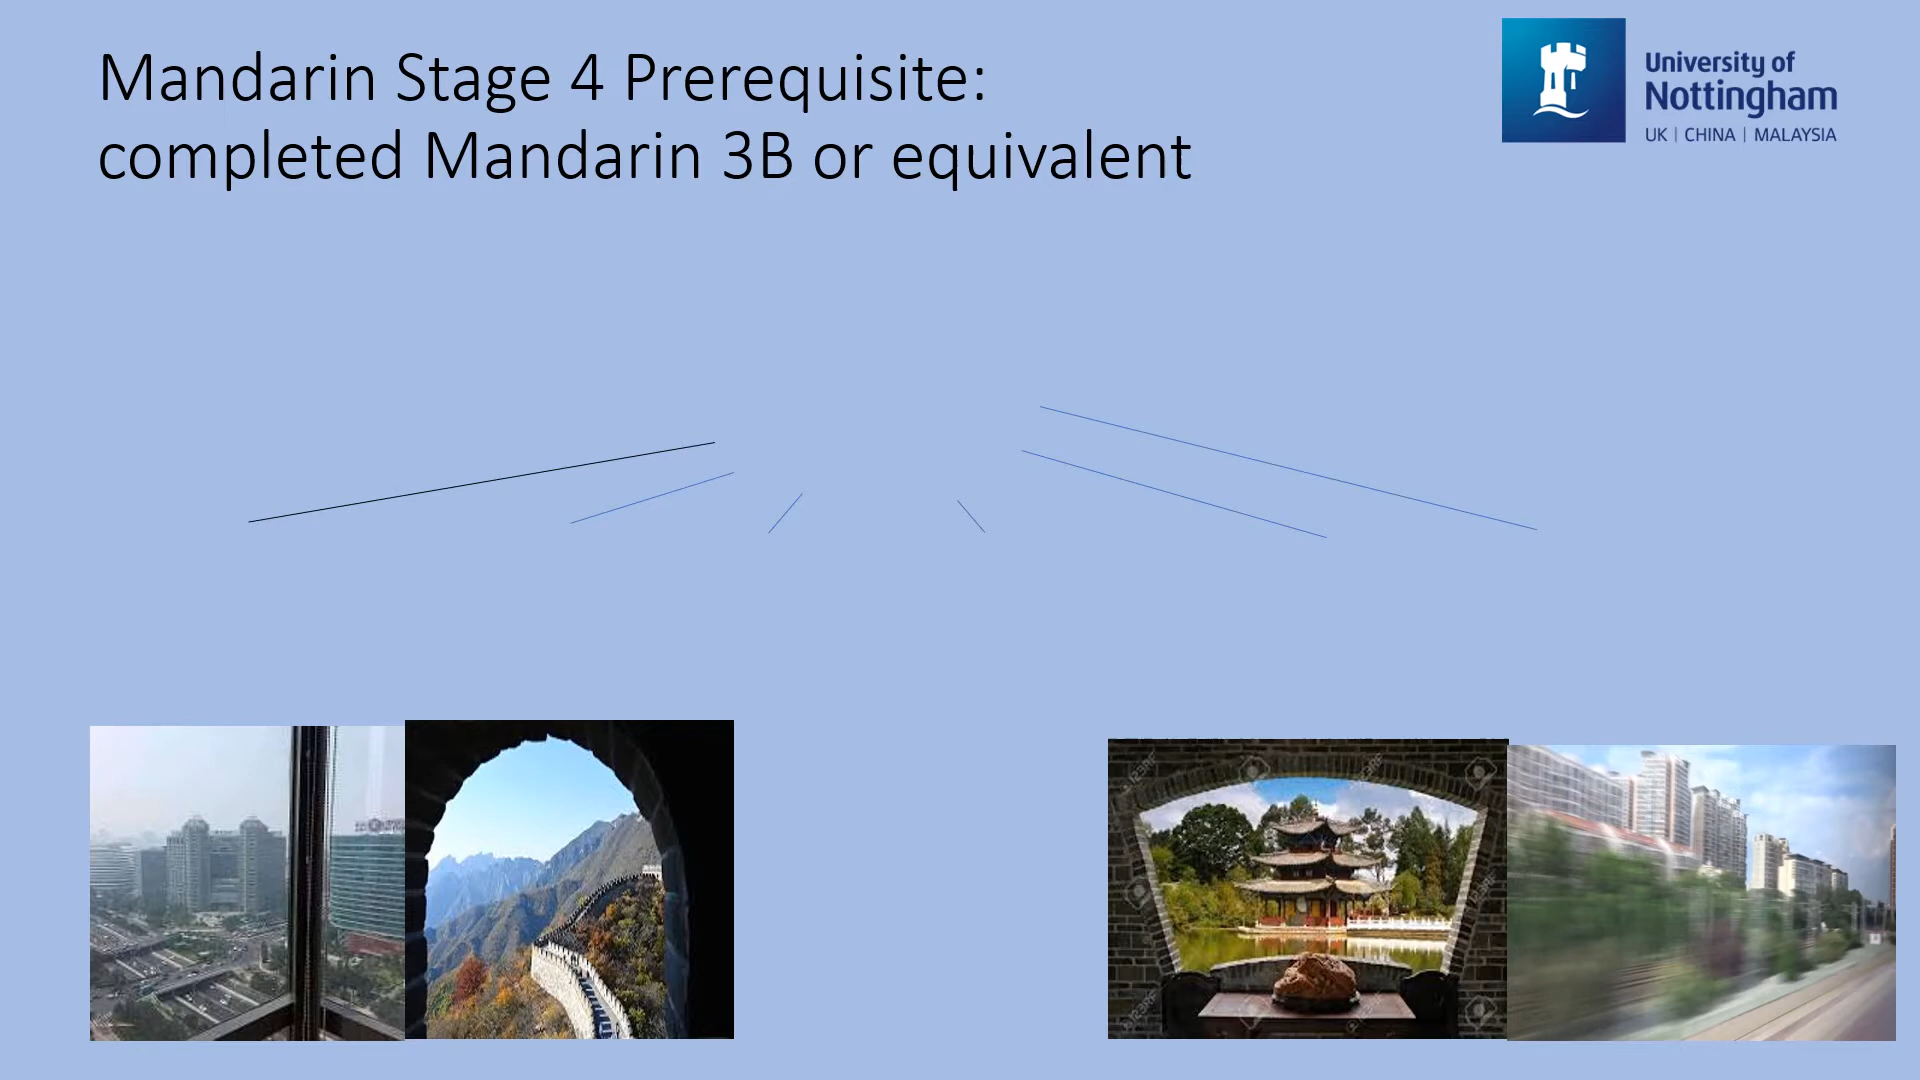 Mandarin Stage 4 Prerequisite:
completed Mandarin 3B or equivalent
University of
Nottingham
UK | CHINA | MALAYSIA